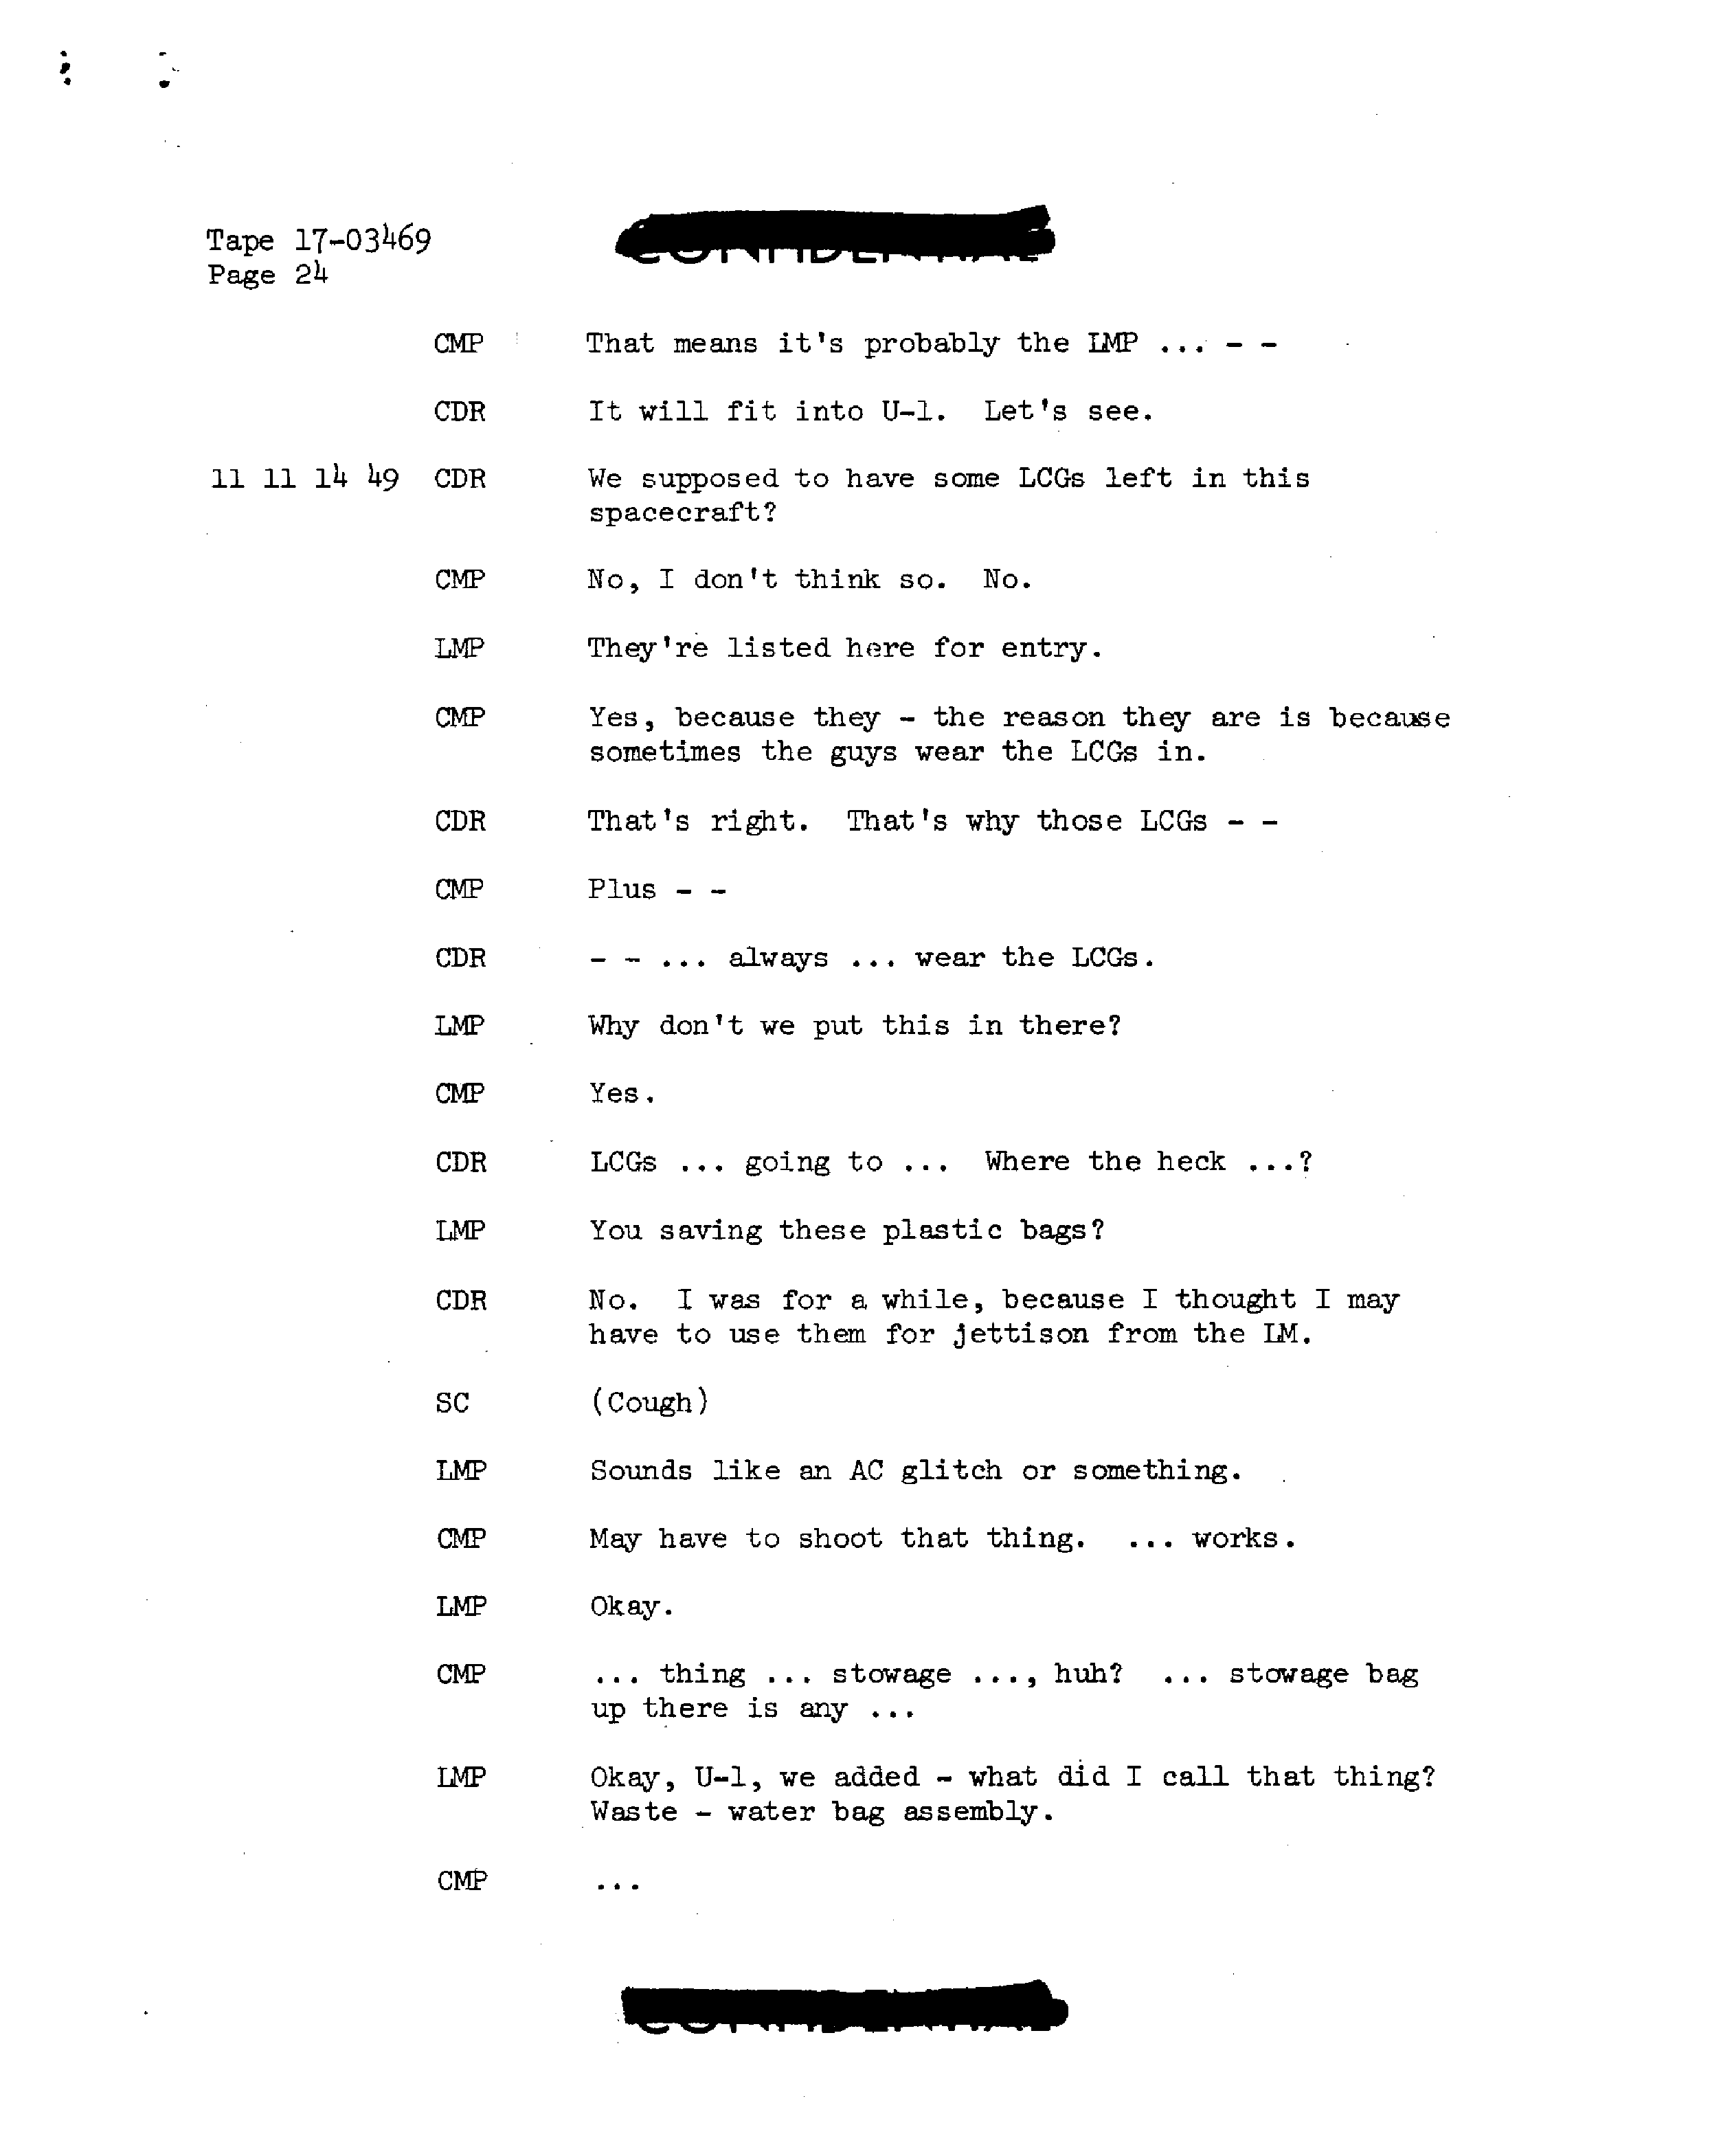 Tape 17-03469
Page 24
CMP That means it's probably the LMP ... - -
CDR It will fit into U-1. Let's see.
11 11 14 49 CDR We supposed to have some LCGs left in this
spacecraft?
CMP No, I don't think so. No.
LMP They're listed here for entry.
CMP Yes, because they - the reason they are is because
sometimes the guys wear the LCGs in.
CDR That's right. That's why those LCGs - -
CMP Plus - -
CDR - - ... always ... wear the LCGs.
LMP Why don't we put this in there?
CMP Yes.
CDR LCGs ... going to ... Where the heck ...?
LMP You saving these plastic bags?
CDR No. I was for a while, because I thought I may
have to use them for jettison from the LM.
SC (Cough)
LMP Sounds like an AC glitch or something.
CMP May have to shoot that thing. ... works.
LMP Okay.
CMP ... thing ... stowage ..., huh? ... stowage bag
up there is any ...
LMP Okay, U-1, we added - what did I call that thing?
Waste - water bag assembly.
CMP ...